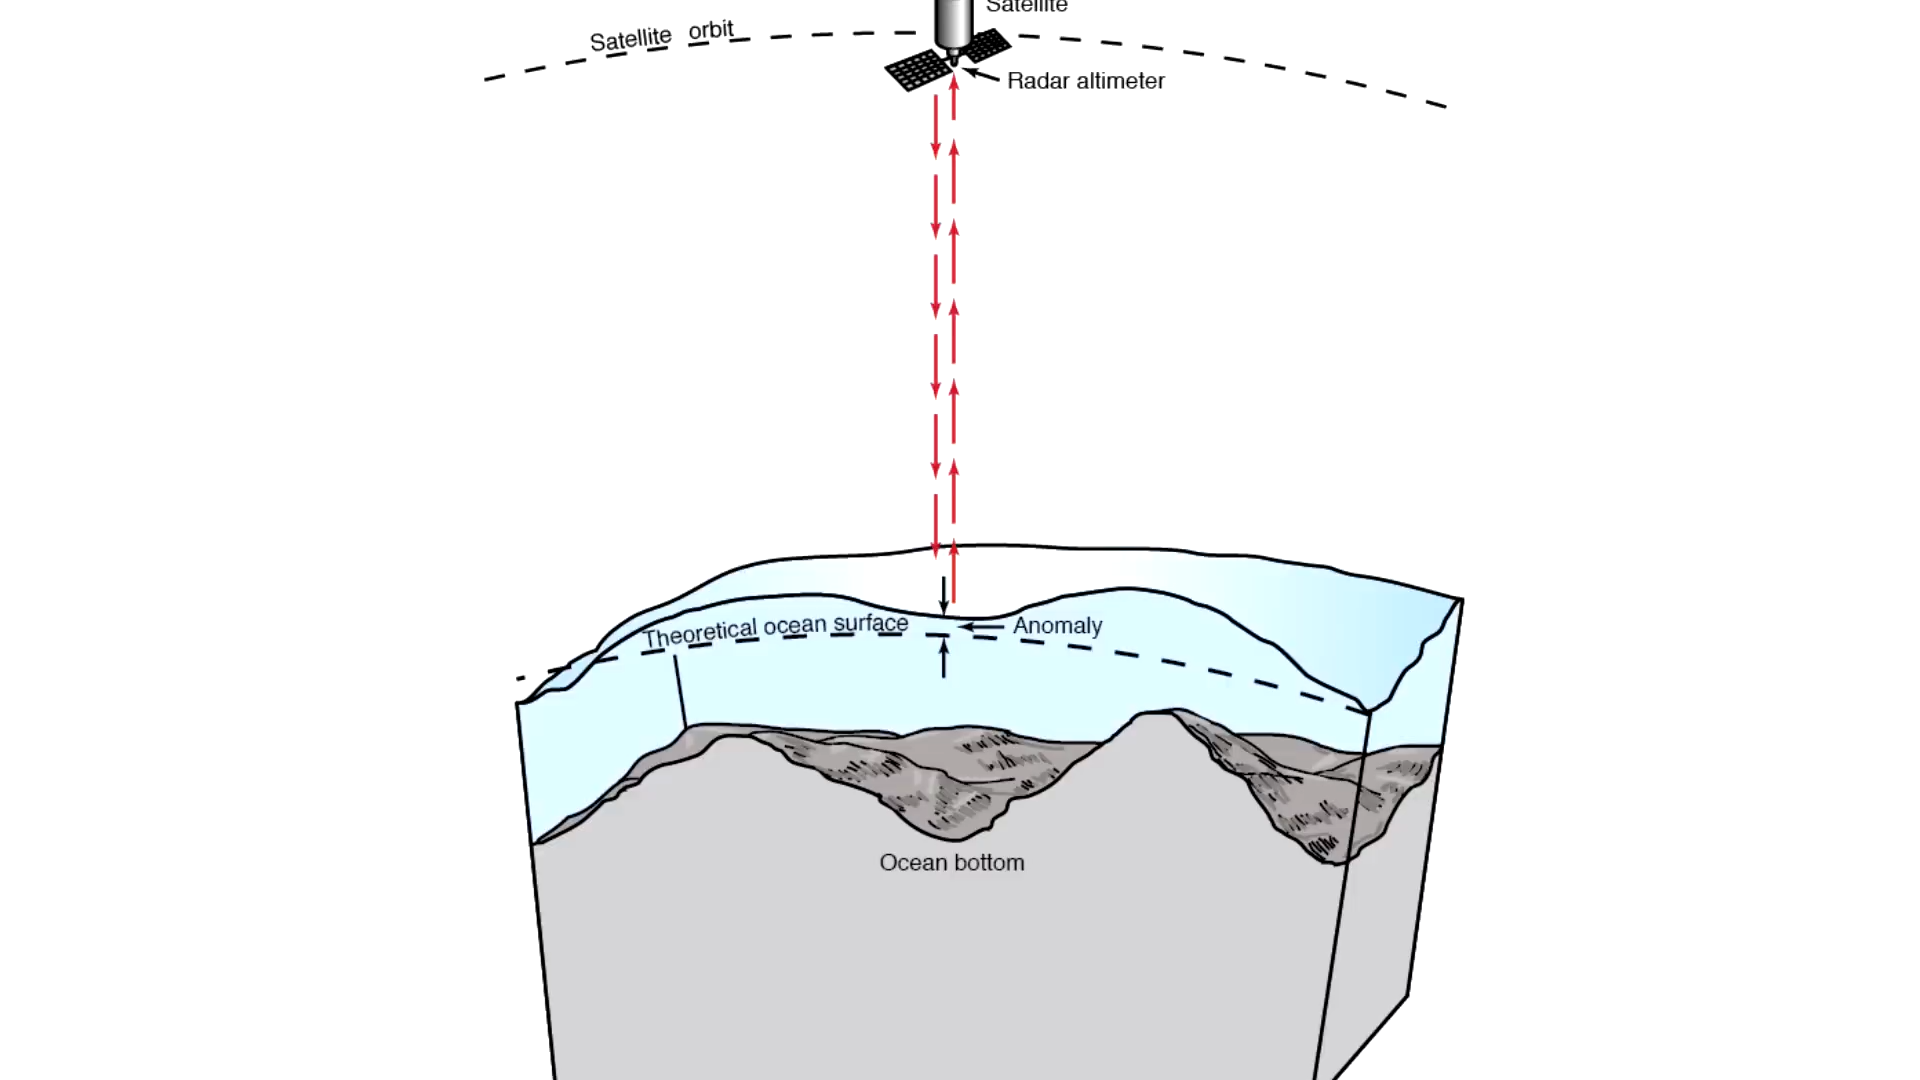 Satellite
Satellite orbit
Radar altimeter
Theoretical ocean surface
Anomaly
Ocean bottom